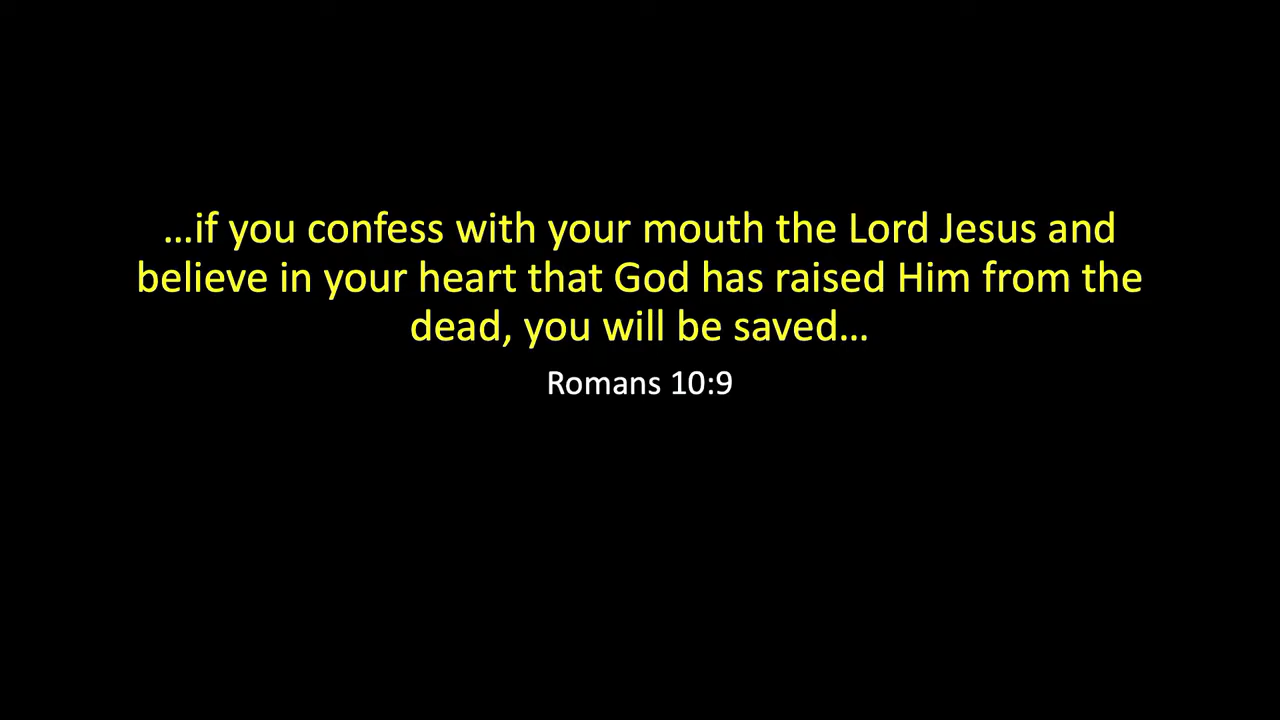 …if you confess with your mouth the Lord Jesus and
believe in your heart that God has raised Him from the
dead, you will be saved…
Romans 10:9